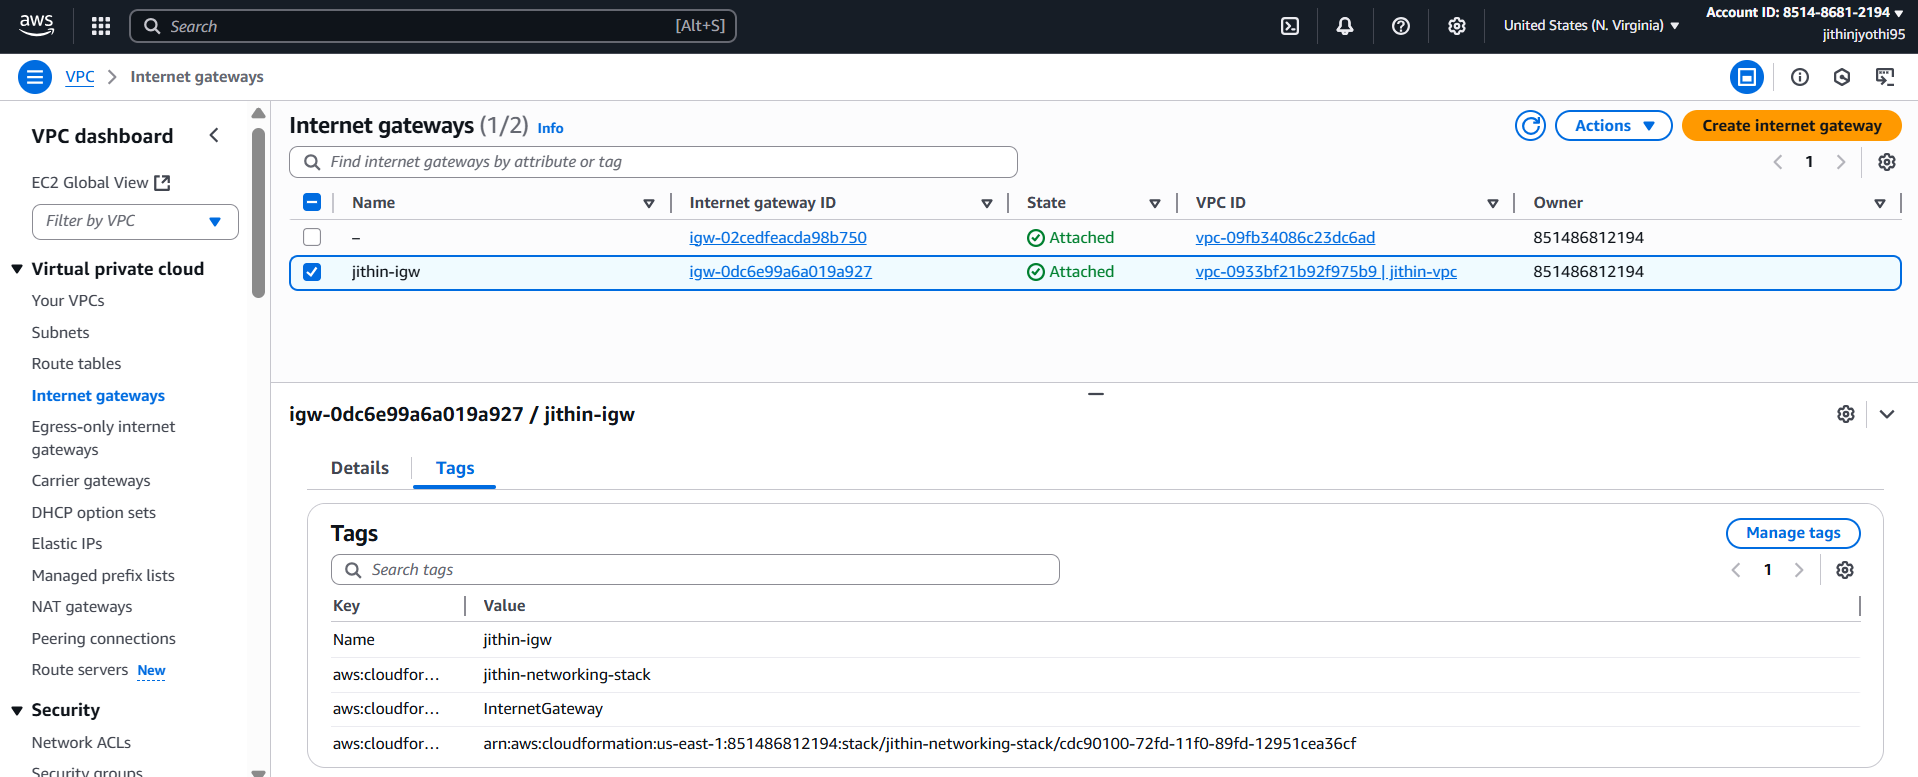 aws
Search [Alt+S]
United States (N. Virginia)
Account ID: 8514-8681-2194
jithinjyothi95
VPC > Internet gateways
VPC dashboard
EC2 Global View
Filter by VPC
Virtual private cloud
Your VPCs
Subnets
Route tables
Internet gateways
Egress-only internet
gateways
Carrier gateways
DHCP option sets
Elastic IPs
Managed prefix lists
NAT gateways
Peering connections
Route servers New
Security
Network ACLs
Security groups
Internet gateways (1/2) Info
Actions
Create internet gateway
Find internet gateways by attribute or tag
1
Name Internet gateway ID State VPC ID Owner
– igw-02cedfeacda98b750 Attached vpc-09fb34086c23dc6ad 851486812194
jithin-igw igw-0dc6e99a6a019a927 Attached vpc-0933bf21b92f975b9 | jithin-vpc 851486812194
igw-0dc6e99a6a019a927 / jithin-igw
Details Tags
Tags
Manage tags
Search tags
1
Key Value
Name jithin-igw
aws:cloudfor... jithin-networking-stack
aws:cloudfor... InternetGateway
aws:cloudfor... arn:aws:cloudformation:us-east-1:851486812194:stack/jithin-networking-stack/cdc90100-72fd-11f0-89fd-12951cea36cf